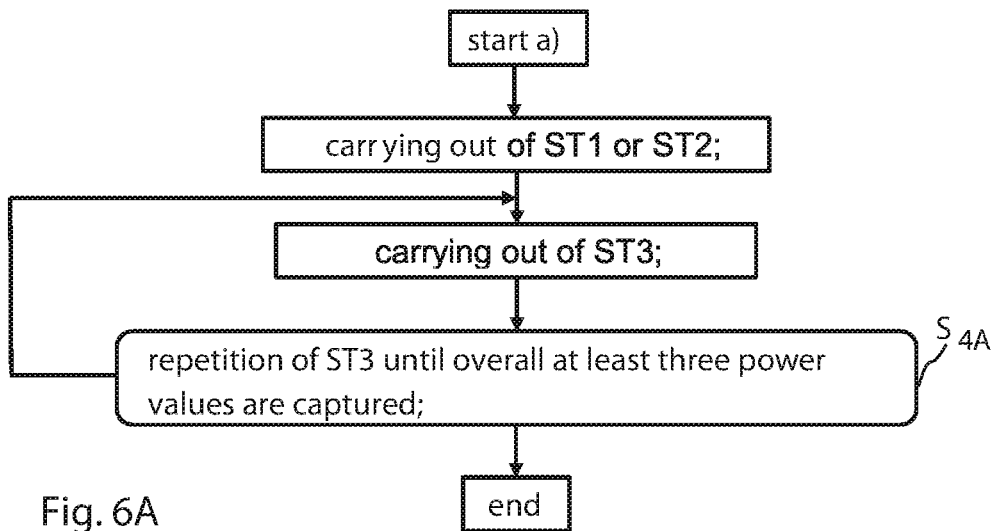 start a)
carrying out of ST1 or ST2;
carrying out of ST3;
repetition of ST3 until overall at least three power
values are captured;
S 4A
end
Fig. 6A